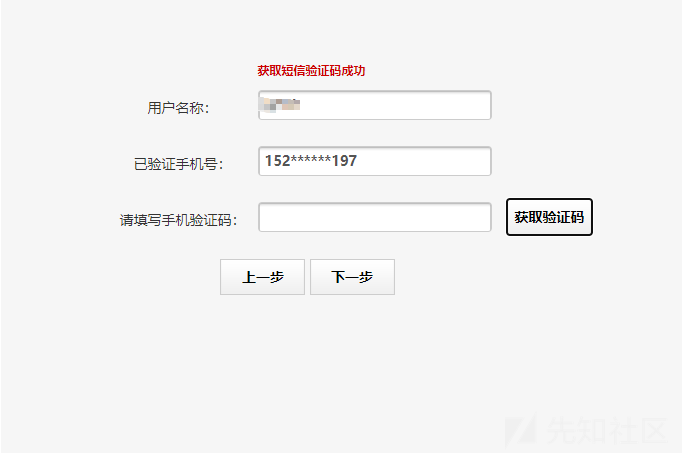 获取短信验证码成功
用户名称：
已验证手机号： 152******197
请填写手机验证码： 获取验证码
上一步 下一步
先知社区